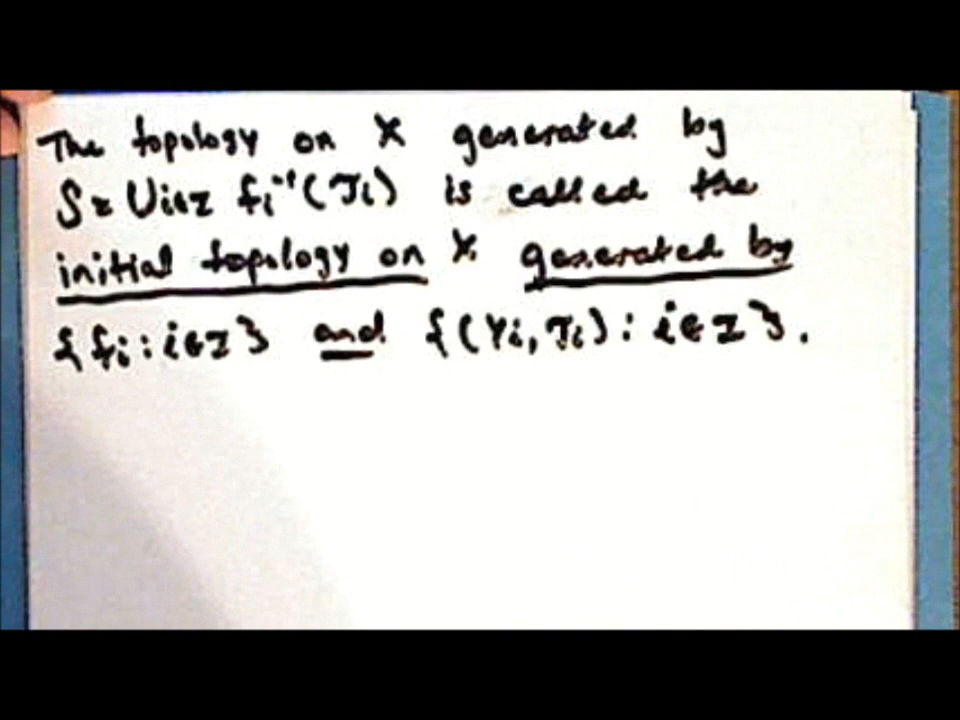 The topology on X generated by
S = ∪i∈I fi⁻¹(𝒯i) is called the
initial topology on X generated by
{fi : i∈I} and {(Yi, 𝒯i) : i∈I}.